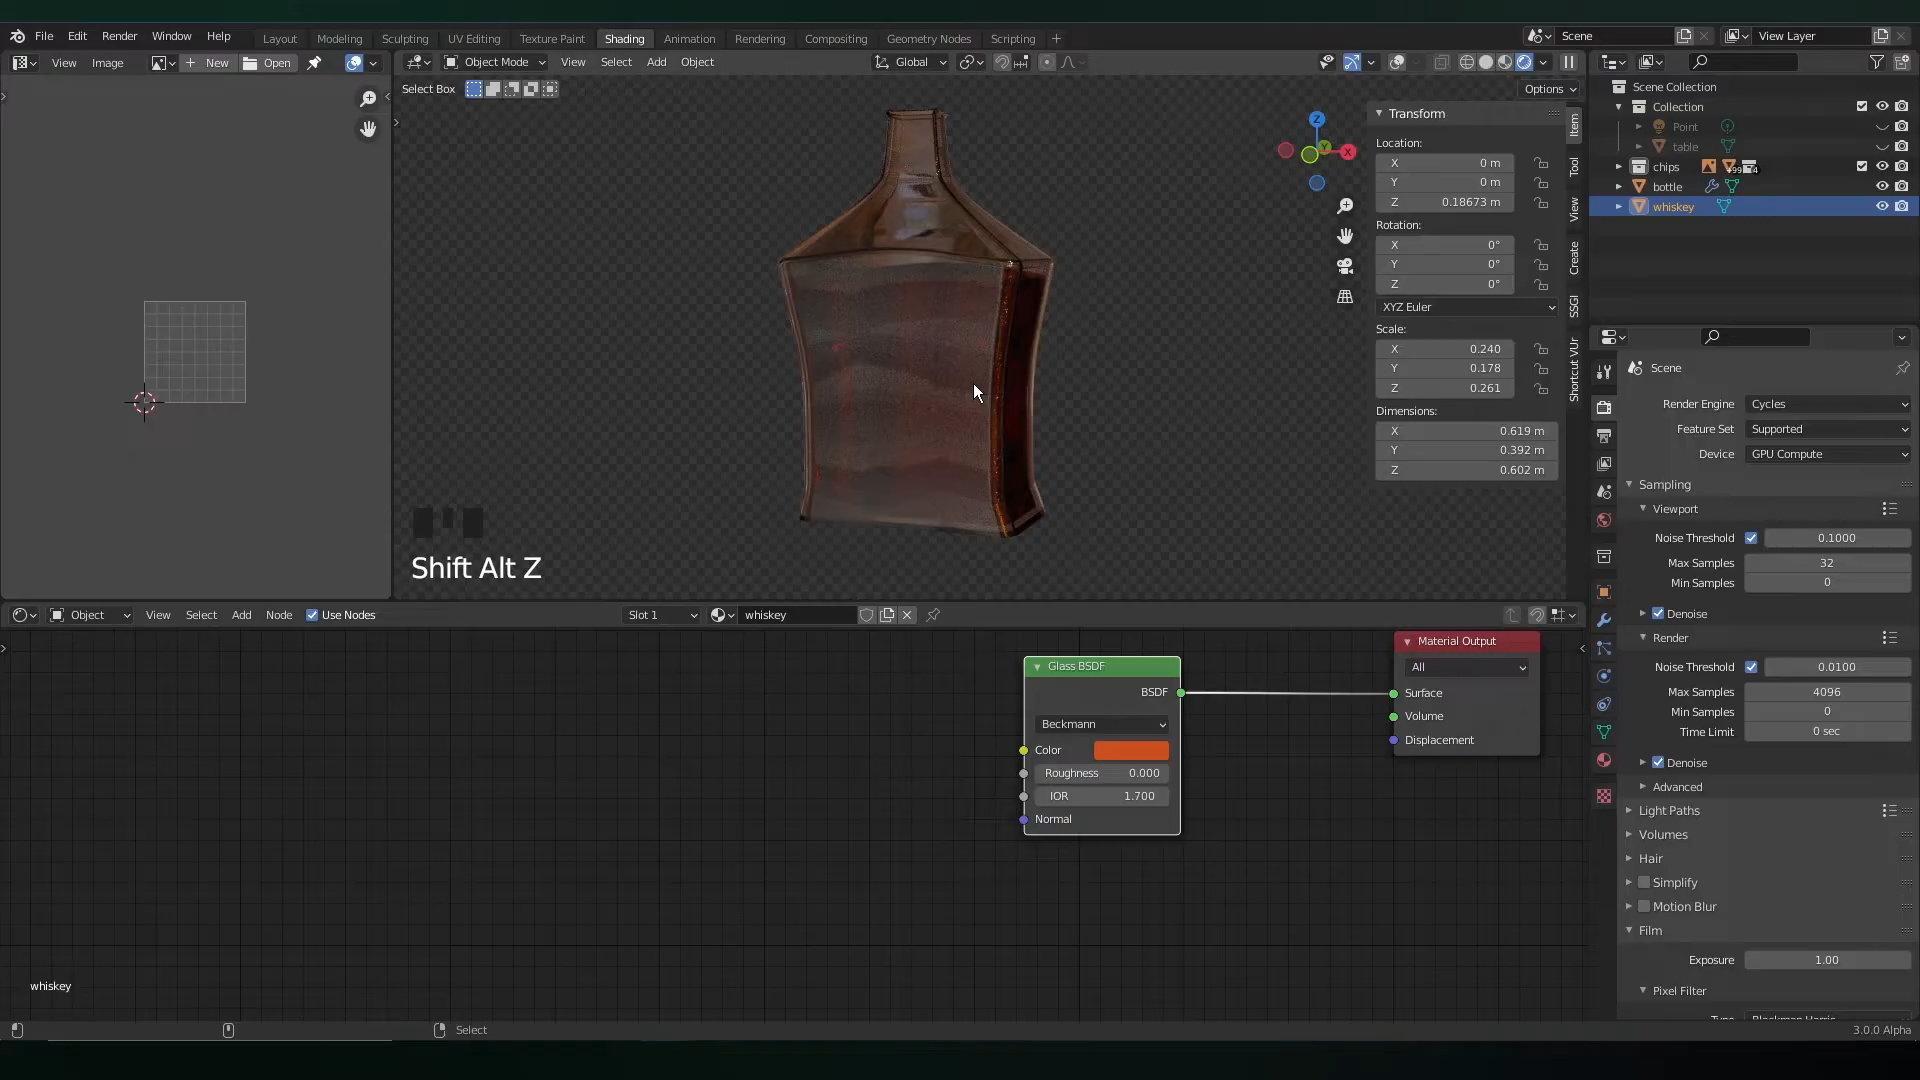 File Edit Render Window Help Layout Modeling Sculpting UV Editing Texture Paint Shading Animation Rendering Compositing Geometry Nodes Scripting + Scene View Layer
View Image + New Open Object Mode View Select Add Object Global
Select Box Options
Transform
Location:
X 0 m
Y 0 m
Z 0.18673 m
Rotation:
X 0°
Y 0°
Z 0°
XYZ Euler
Scale:
X 0.240
Y 0.178
Z 0.261
Dimensions:
X 0.619 m
Y 0.392 m
Z 0.602 m
Item
Tool
View
Create
SSGI
Shortcut VUr
Z
Y
X
Shift Alt Z
Scene Collection
Collection
Point
table
chips
bottle
whiskey
Scene
Render Engine Cycles
Feature Set Supported
Device GPU Compute
Sampling
Viewport
Noise Threshold 0.1000
Max Samples 32
Min Samples 0
Denoise
Render
Noise Threshold 0.0100
Max Samples 4096
Min Samples 0
Time Limit 0 sec
Denoise
Advanced
Light Paths
Volumes
Hair
Simplify
Motion Blur
Film
Exposure 1.00
Pixel Filter
Object View Select Add Node Use Nodes Slot 1 whiskey
Glass BSDF
BSDF
Beckmann
Color
Roughness 0.000
IOR 1.700
Normal
Material Output
All
Surface
Volume
Displacement
whiskey
Select
3.0.0 Alpha